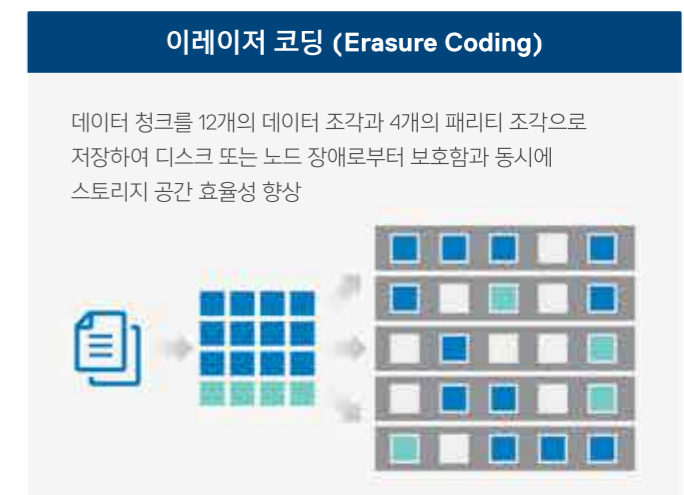 이레이저 코딩 (Erasure Coding)
데이터 청크를 12개의 데이터 조각과 4개의 패리티 조각으로
저장하여 디스크 또는 노드 장애로부터 보호함과 동시에
스토리지 공간 효율성 향상